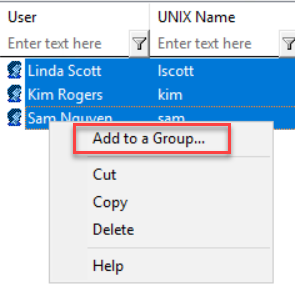 User UNIX Name
Enter text here Enter text here
Linda Scott lscott
Kim Rogers kim
Sam Nguyen sam
Add to a Group...
Cut
Copy
Delete
Help